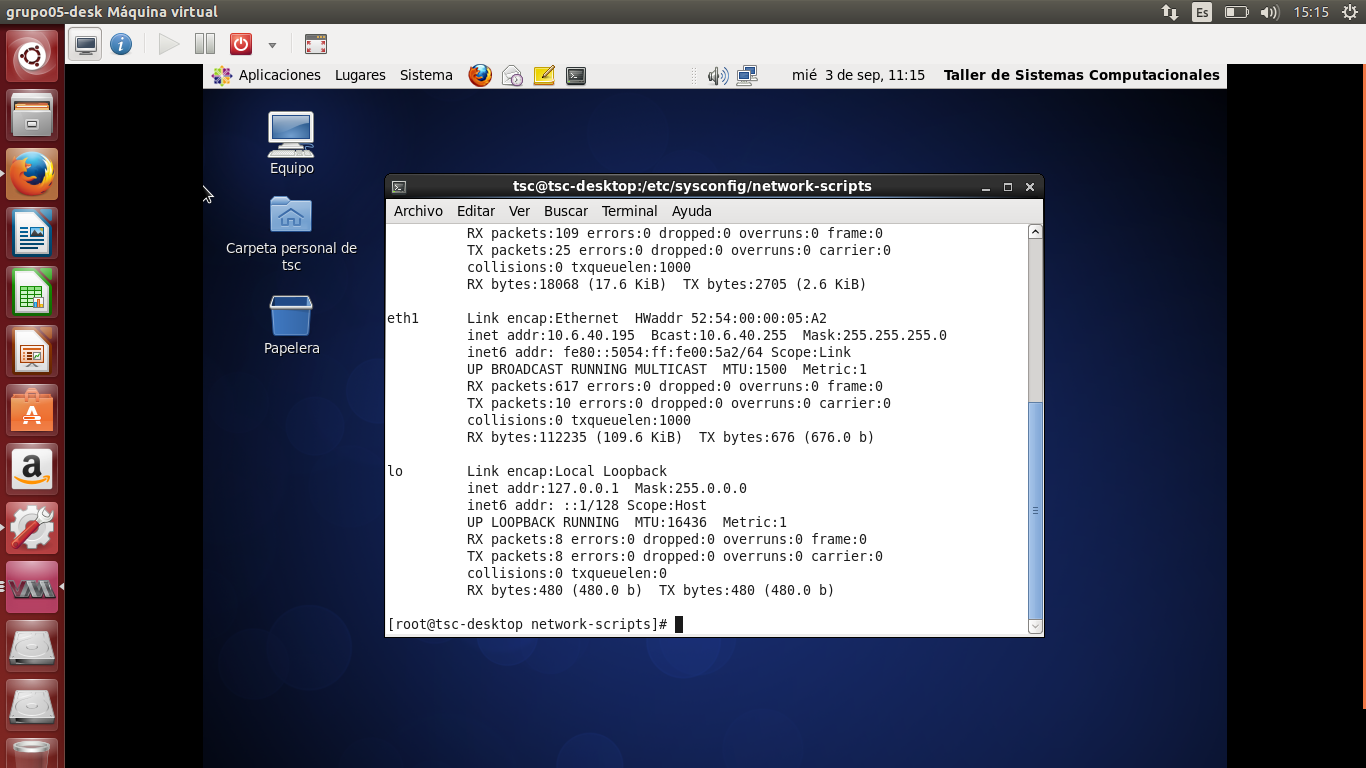 grupo05-desk Máquina virtual
Es
15:15
Aplicaciones Lugares Sistema
mié 3 de sep, 11:15 Taller de Sistemas Computacionales
Equipo
Carpeta personal de
tsc
Papelera
tsc@tsc-desktop:/etc/sysconfig/network-scripts
Archivo Editar Ver Buscar Terminal Ayuda
RX packets:109 errors:0 dropped:0 overruns:0 frame:0
TX packets:25 errors:0 dropped:0 overruns:0 carrier:0
collisions:0 txqueuelen:1000
RX bytes:18068 (17.6 KiB)  TX bytes:2705 (2.6 KiB)
eth1      Link encap:Ethernet  HWaddr 52:54:00:00:05:A2
inet addr:10.6.40.195  Bcast:10.6.40.255  Mask:255.255.255.0
inet6 addr: fe80::5054:ff:fe00:5a2/64 Scope:Link
UP BROADCAST RUNNING MULTICAST  MTU:1500  Metric:1
RX packets:617 errors:0 dropped:0 overruns:0 frame:0
TX packets:10 errors:0 dropped:0 overruns:0 carrier:0
collisions:0 txqueuelen:1000
RX bytes:112235 (109.6 KiB)  TX bytes:676 (676.0 b)
lo        Link encap:Local Loopback
inet addr:127.0.0.1  Mask:255.0.0.0
inet6 addr: ::1/128 Scope:Host
UP LOOPBACK RUNNING  MTU:16436  Metric:1
RX packets:8 errors:0 dropped:0 overruns:0 frame:0
TX packets:8 errors:0 dropped:0 overruns:0 carrier:0
collisions:0 txqueuelen:0
RX bytes:480 (480.0 b)  TX bytes:480 (480.0 b)
[root@tsc-desktop network-scripts]#